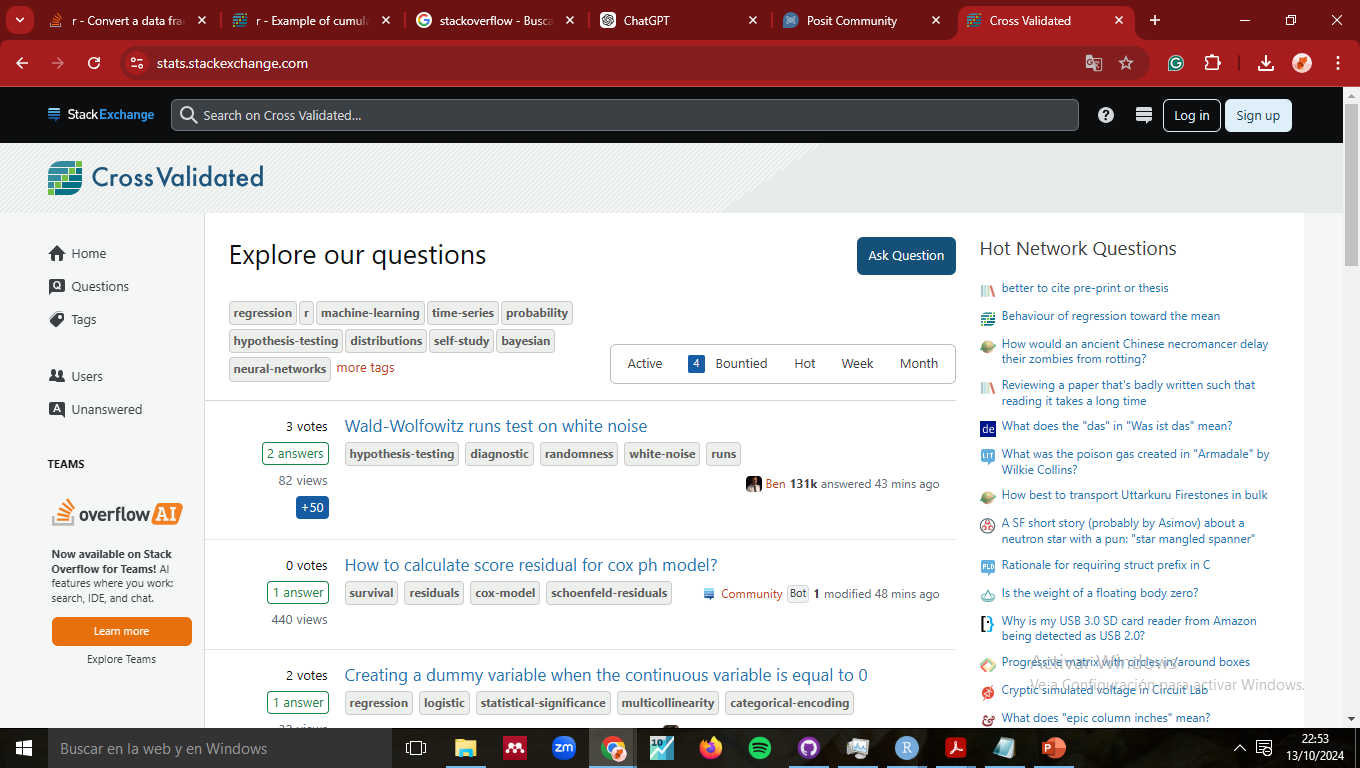 r - Convert a data fra
r - Example of cumula
stackoverflow - Busca
ChatGPT
Posit Community
Cross Validated
stats.stackexchange.com
StackExchange
Search on Cross Validated...
Log in
Sign up
Cross Validated
Home
Questions
Tags
Users
Unanswered
TEAMS
overflow AI
Now available on Stack
Overflow for Teams! AI
features where you work:
search, IDE, and chat.
Learn more
Explore Teams
Explore our questions
Ask Question
regression r machine-learning time-series probability
hypothesis-testing distributions self-study bayesian
neural-networks more tags
Active 4 Bountied Hot Week Month
3 votes
2 answers
82 views
+50
Wald-Wolfowitz runs test on white noise
hypothesis-testing diagnostic randomness white-noise runs
Ben 131k answered 43 mins ago
0 votes
1 answer
440 views
How to calculate score residual for cox ph model?
survival residuals cox-model schoenfeld-residuals
Community Bot 1 modified 48 mins ago
2 votes
1 answer
Creating a dummy variable when the continuous variable is equal to 0
regression logistic statistical-significance multicollinearity categorical-encoding
Hot Network Questions
better to cite pre-print or thesis
Behaviour of regression toward the mean
How would an ancient Chinese necromancer delay
their zombies from rotting?
Reviewing a paper that's badly written such that
reading it takes a long time
de What does the "das" in "Was ist das" mean?
LIT What was the poison gas created in "Armadale" by
Wilkie Collins?
How best to transport Uttarkuru Firestones in bulk
A SF short story (probably by Asimov) about a
neutron star with a pun: "star mangled spanner"
PLD Rationale for requiring struct prefix in C
Is the weight of a floating body zero?
Why is my USB 3.0 SD card reader from Amazon
being detected as USB 2.0?
Progressive matrix with circles in/around boxes
Cryptic simulated voltage in Circuit Lab
What does "epic column inches" mean?
Activar Windows
Ve a Configuración para activar Windows.
Buscar en la web y en Windows
zm
10
R
P
22:53
13/10/2024